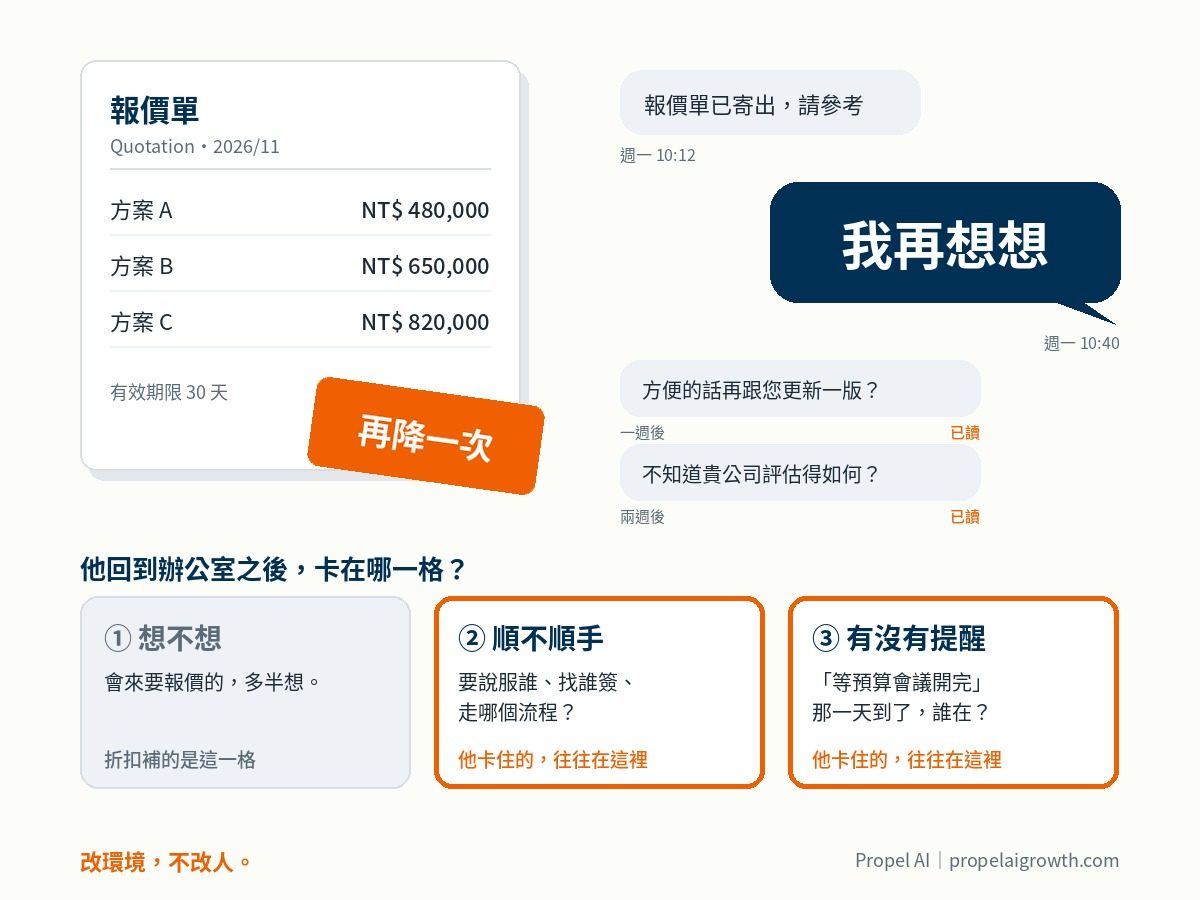 報價單
Quotation・2026/11
方案 A NT$ 480,000
方案 B NT$ 650,000
方案 C NT$ 820,000
有效期限 30 天
再降一次
報價單已寄出，請參考
週一 10:12
我再想想
週一 10:40
方便的話再跟您更新一版？
一週後 已讀
不知道貴公司評估得如何？
兩週後 已讀
他回到辦公室之後，卡在哪一格？
① 想不想
會來要報價的，多半想。
折扣補的是這一格
② 順不順手
要說服誰、找誰簽、
走哪個流程？
他卡住的，往往在這裡
③ 有沒有提醒
「等預算會議開完」
那一天到了，誰在？
他卡住的，往往在這裡
改環境，不改人。
Propel AI｜propelaigrowth.com